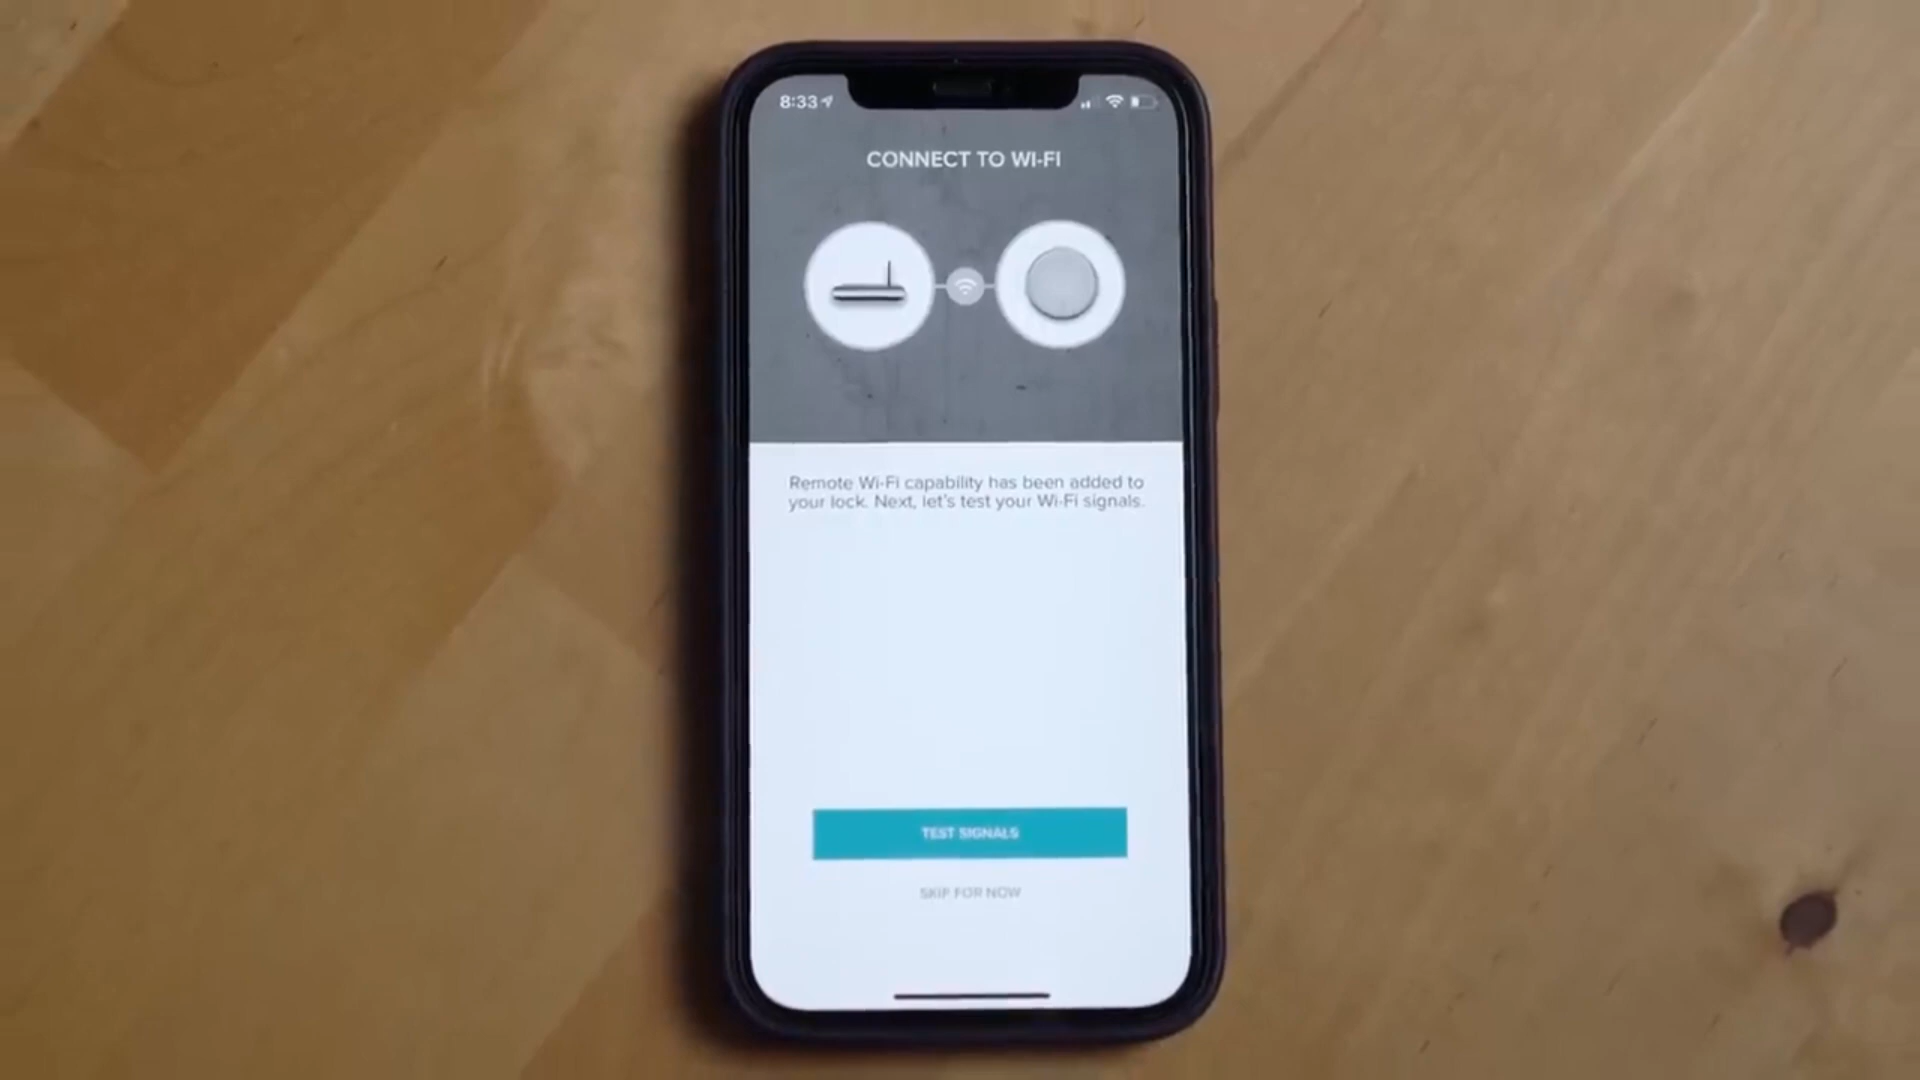 8:33
CONNECT TO WI-FI
Remote Wi-Fi capability has been added to
your lock. Next, let's test your Wi-Fi signals.
TEST SIGNALS
SKIP FOR NOW